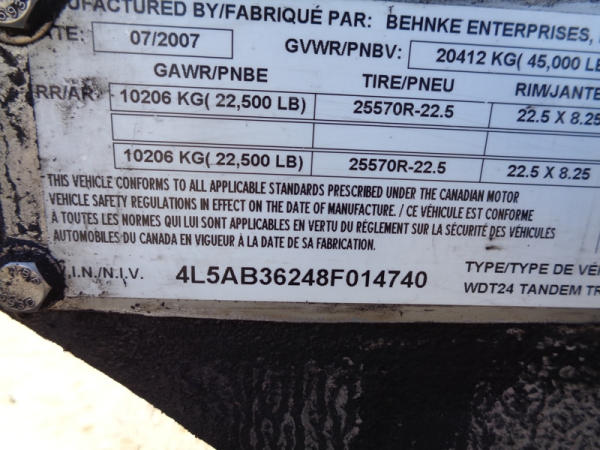 UFACTURED BY/FABRIQUÉ PAR: BEHNKE ENTERPRISES,
TE: 07/2007 GVWR/PNBV: 20412 KG( 45,000 LB
GAWR/PNBE TIRE/PNEU RIM/JANTE
RR/AR: 10206 KG( 22,500 LB) 25570R-22.5 22.5 X 8.25
10206 KG( 22,500 LB) 25570R-22.5 22.5 X 8.25
THIS VEHICLE CONFORMS TO ALL APPLICABLE STANDARDS PRESCRIBED UNDER THE CANADIAN MOTOR
VEHICLE SAFETY REGULATIONS IN EFFECT ON THE DATE OF MANUFACTURE. / CE VÉHICULE EST CONFORME
À TOUTES LES NORMES QUI LUI SONT APPLICABLES EN VERTU DU RÉGLEMENT SUR LA SÉCURITÉ DES VÉHICULES
AUTOMOBILES DU CANADA EN VIGUEUR À LA DATE DE SA FABRICATION.
V.I.N./N.I.V. 4L5AB36248F014740 TYPE/TYPE DE VÉ
WDT24 TANDEM TR